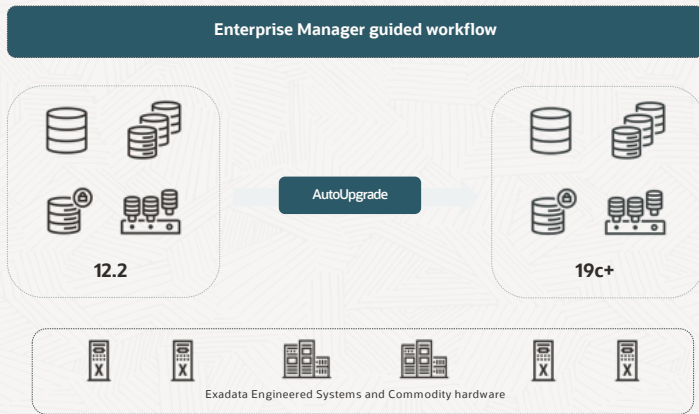 Enterprise Manager guided workflow
AutoUpgrade
12.2
19c+
X
X
X
X
Exadata Engineered Systems and Commodity hardware